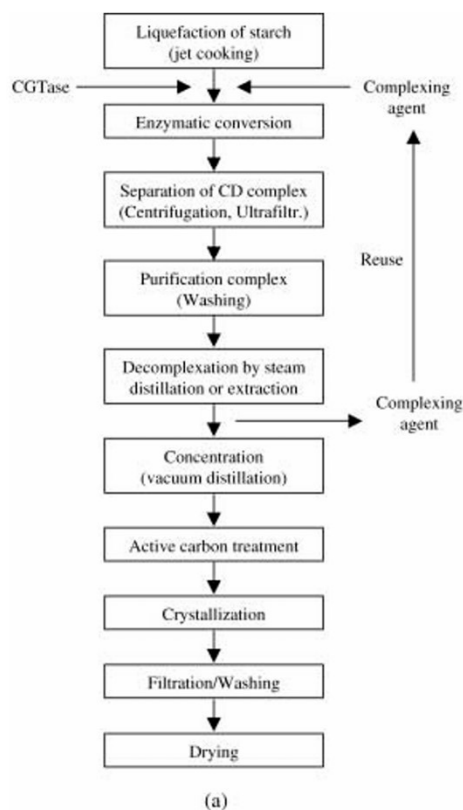 Liquefaction of starch
(jet cooking)
CGTase
Complexing
agent
Enzymatic conversion
Separation of CD complex
(Centrifugation, Ultrafiltr.)
Reuse
Purification complex
(Washing)
Decomplexation by steam
distillation or extraction
Complexing
agent
Concentration
(vacuum distillation)
Active carbon treatment
Crystallization
Filtration/Washing
Drying
(a)